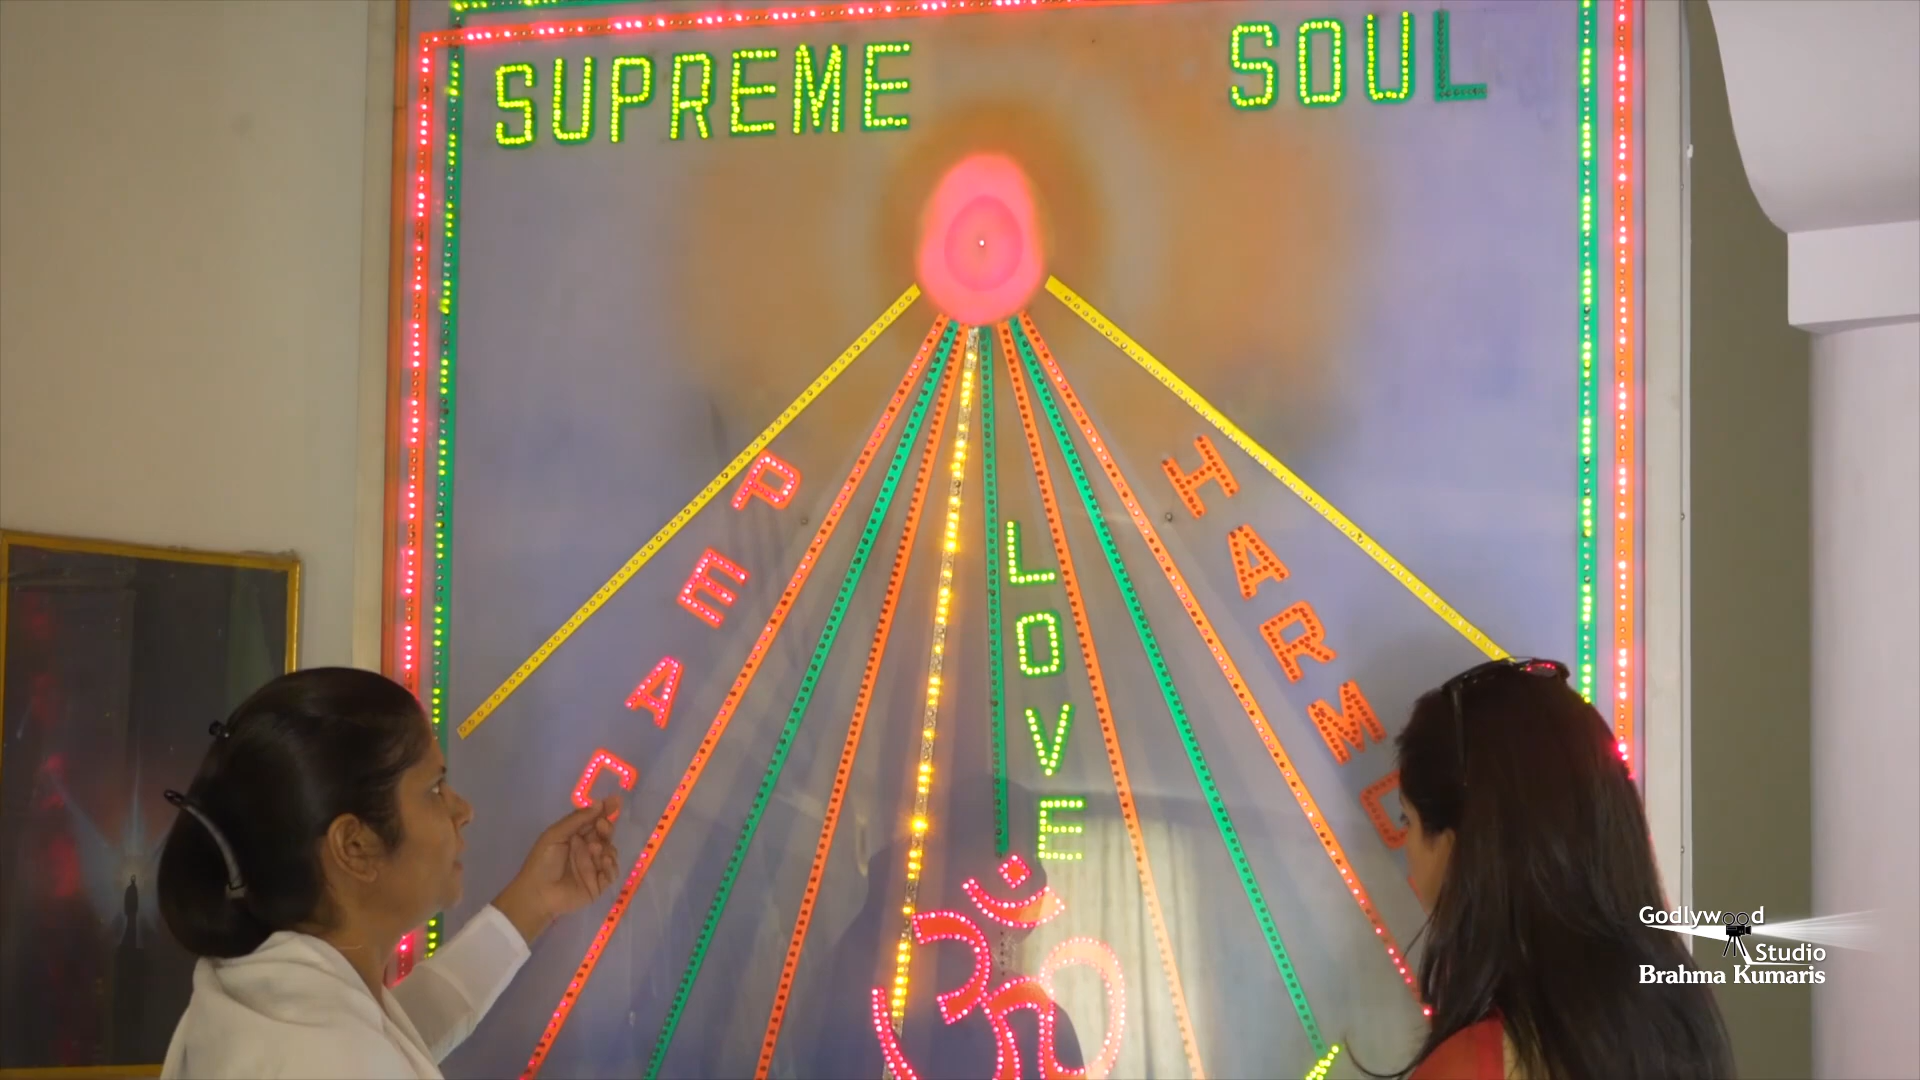 SUPREME SOUL
PEAC
LOVE
HARMO
ॐ
Godlywood
Studio
Brahma Kumaris